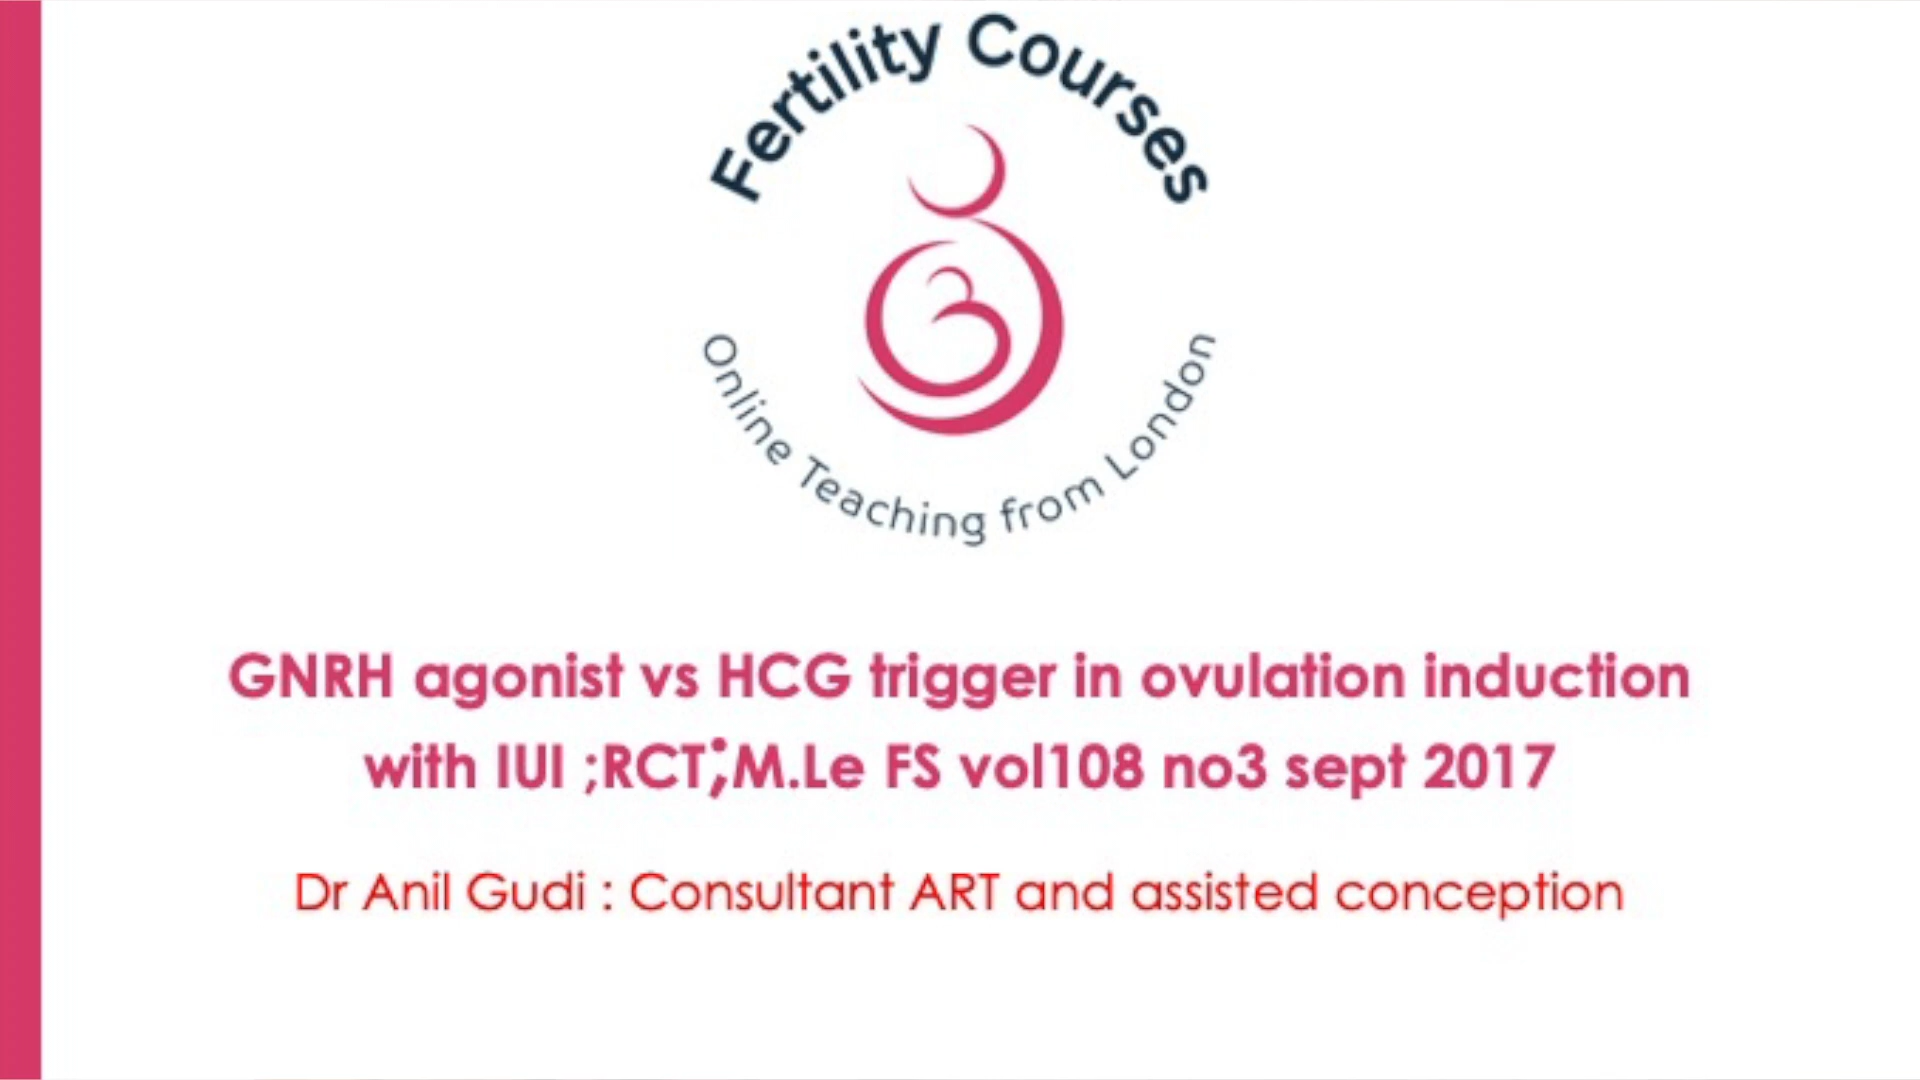 Fertility Courses
Online Teaching from London
GNRH agonist vs HCG trigger in ovulation induction
with IUI ;RCT;M.Le FS vol108 no3 sept 2017
Dr Anil Gudi : Consultant ART and assisted conception